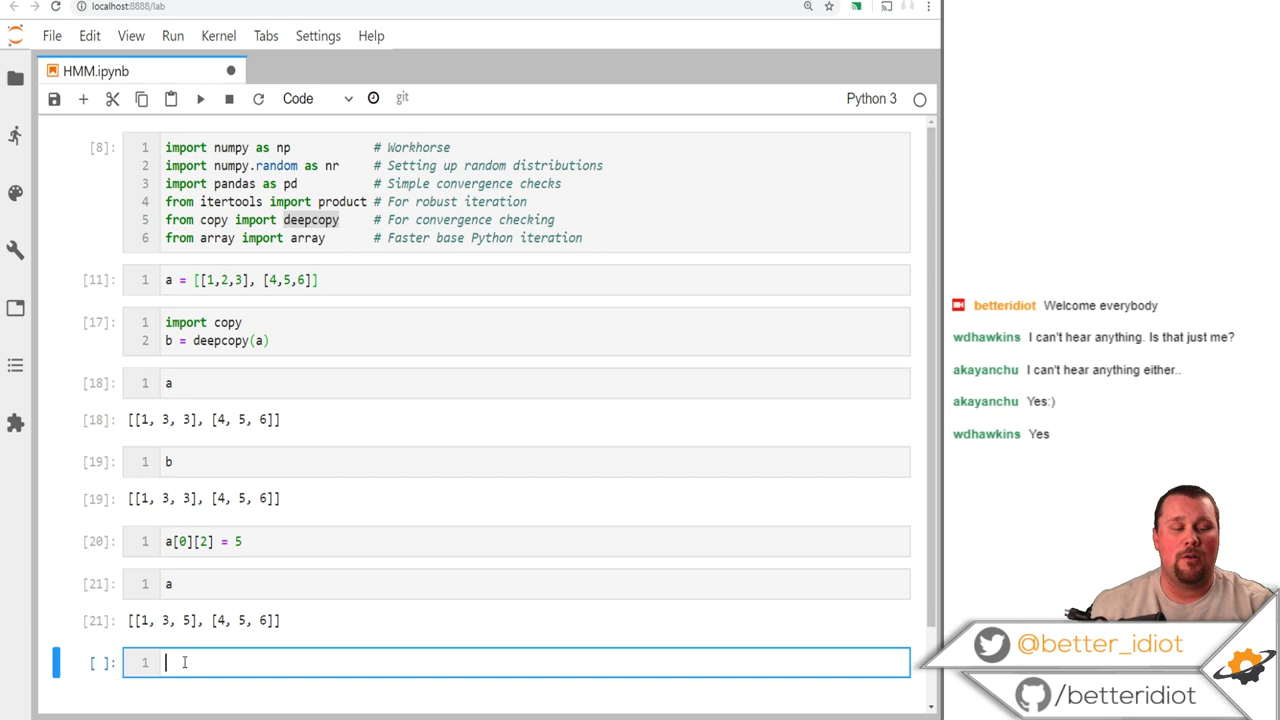 localhost:8888/lab
File Edit View Run Kernel Tabs Settings Help
HMM.ipynb
Code git Python 3
[8]: 1 import numpy as np # Workhorse
2 import numpy.random as nr # Setting up random distributions
3 import pandas as pd # Simple convergence checks
4 from itertools import product # For robust iteration
5 from copy import deepcopy # For convergence checking
6 from array import array # Faster base Python iteration
[11]: 1 a = [[1,2,3], [4,5,6]]
[17]: 1 import copy
2 b = deepcopy(a)
[18]: 1 a
[18]: [[1, 3, 3], [4, 5, 6]]
[19]: 1 b
[19]: [[1, 3, 3], [4, 5, 6]]
[20]: 1 a[0][2] = 5
[21]: 1 a
[21]: [[1, 3, 5], [4, 5, 6]]
[ ]: 1
betteridiot Welcome everybody
wdhawkins I can't hear anything. Is that just me?
akayanchu I can't hear anything either..
akayanchu Yes:)
wdhawkins Yes
@better_idiot
/betteridiot